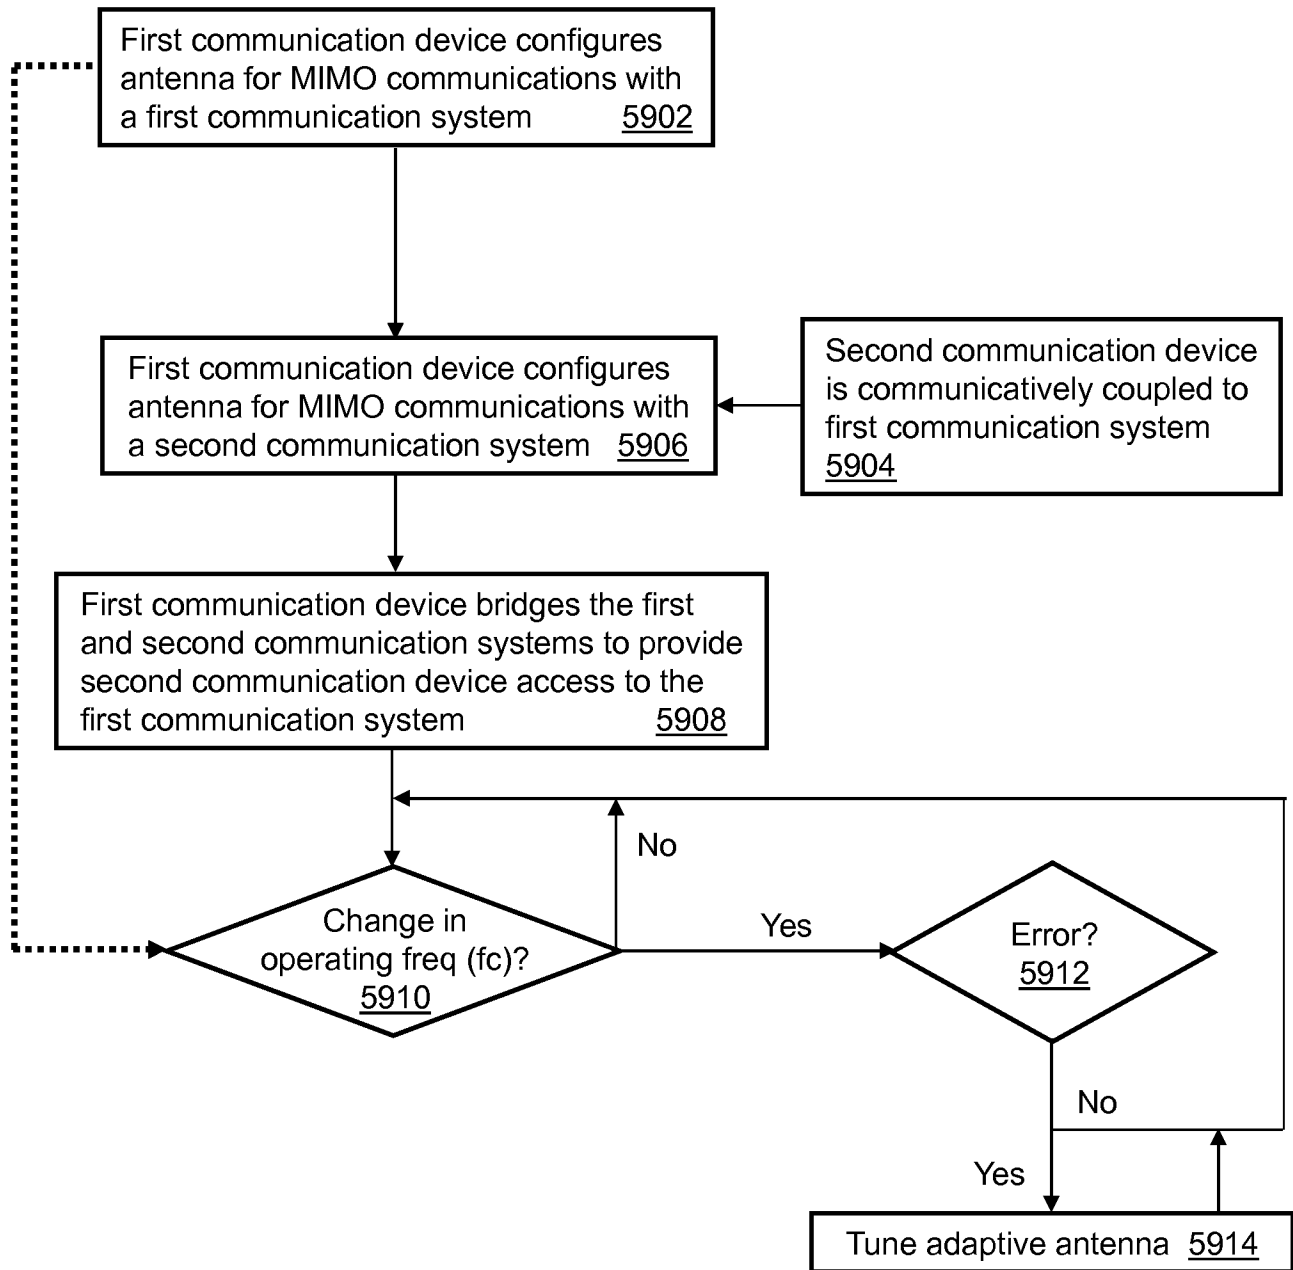 First communication device configures
antenna for MIMO communications with
a first communication system 5902
First communication device configures
antenna for MIMO communications with
a second communication system 5906
Second communication device
is communicatively coupled to
first communication system
5904
First communication device bridges the first
and second communication systems to provide
second communication device access to the
first communication system 5908
No
Change in
operating freq (fc)?
5910
Yes
Error?
5912
No
Yes
Tune adaptive antenna 5914